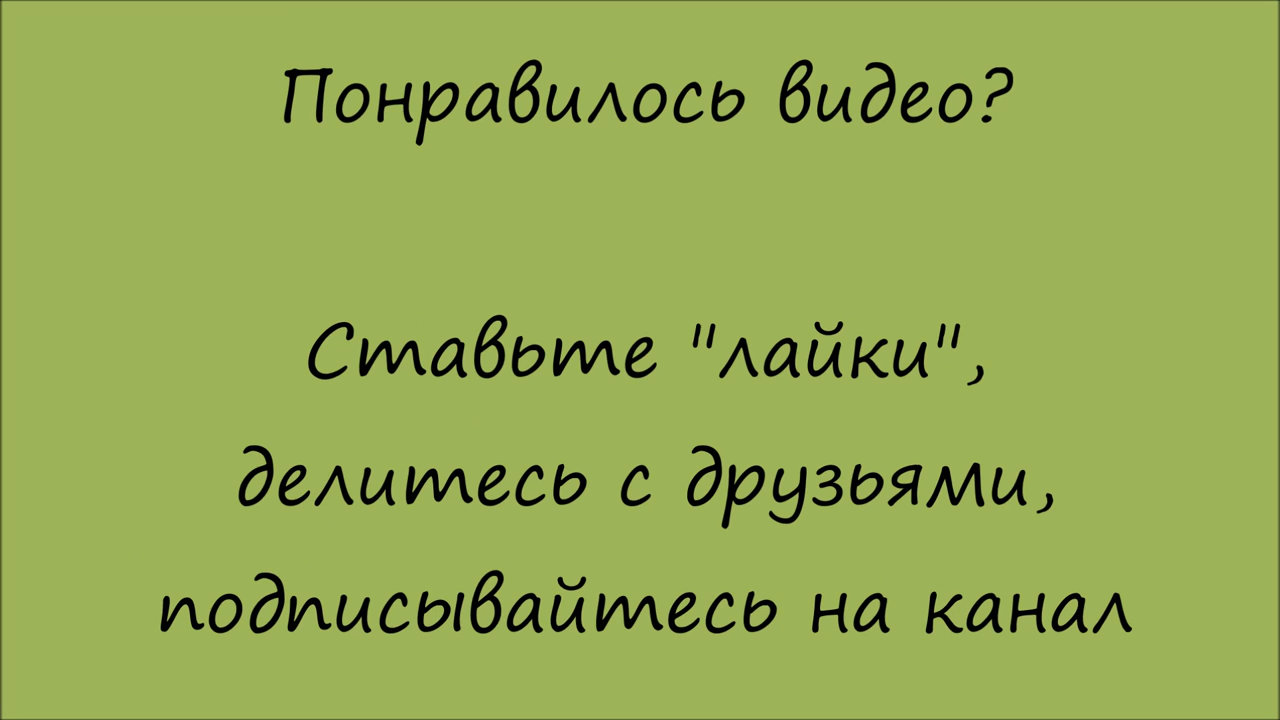 Понравилось видео?
Ставьте "лайки",
делитесь с друзьями,
подписывайтесь на канал